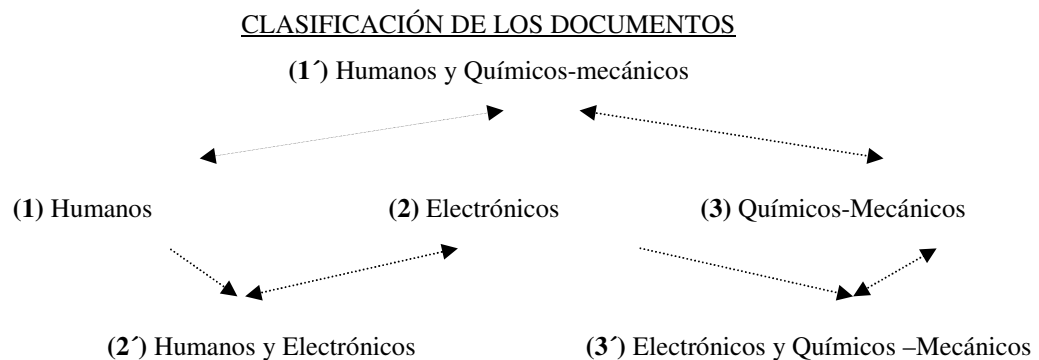 CLASIFICACIÓN DE LOS DOCUMENTOS
(1´) Humanos y Químicos-mecánicos
(1) Humanos (2) Electrónicos (3) Químicos-Mecánicos
(2´) Humanos y Electrónicos (3´) Electrónicos y Químicos –Mecánicos